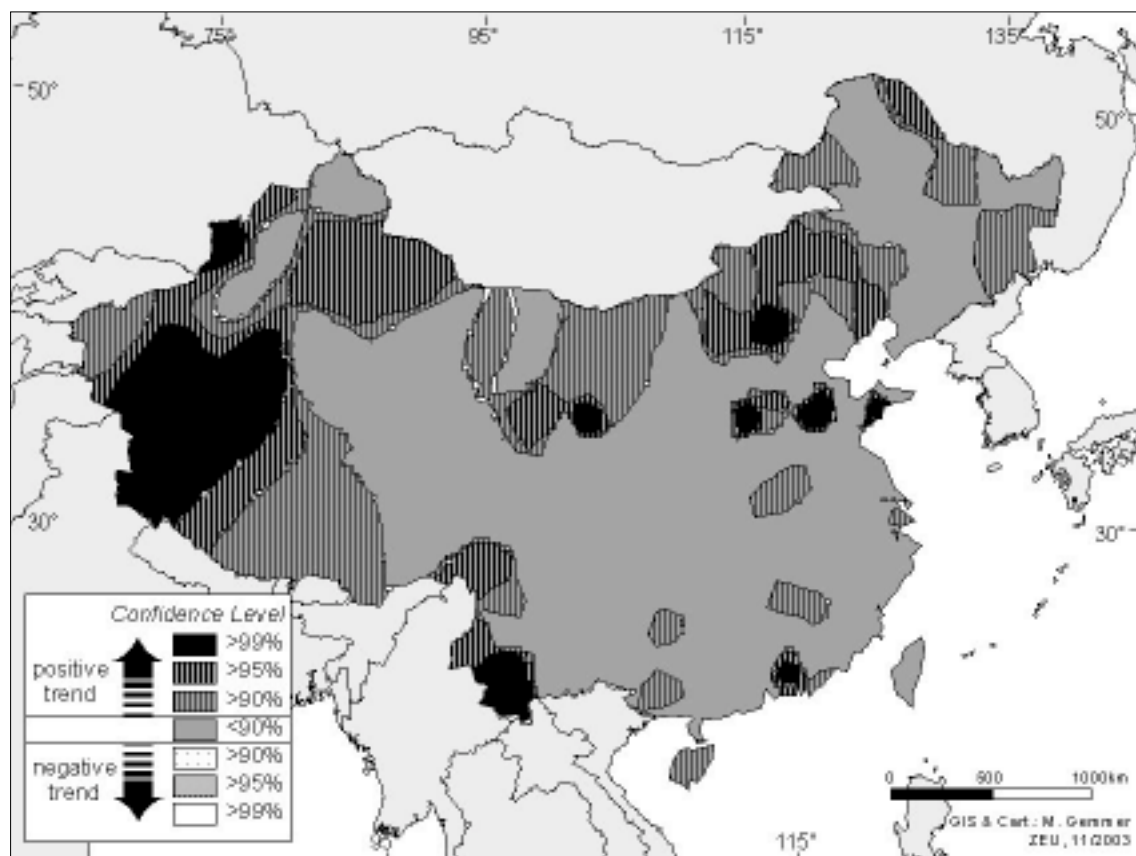 75° 95° 115° 135°
50° 50°
30° 30°
Confidence Level
>99%
positive
trend
>95%
>90%
<90%
>90%
negative
trend
>95%
>99%
0 500 1000km
GIS & Cart.: M. Gemmer
ZEU, 11/2003
95° 115°